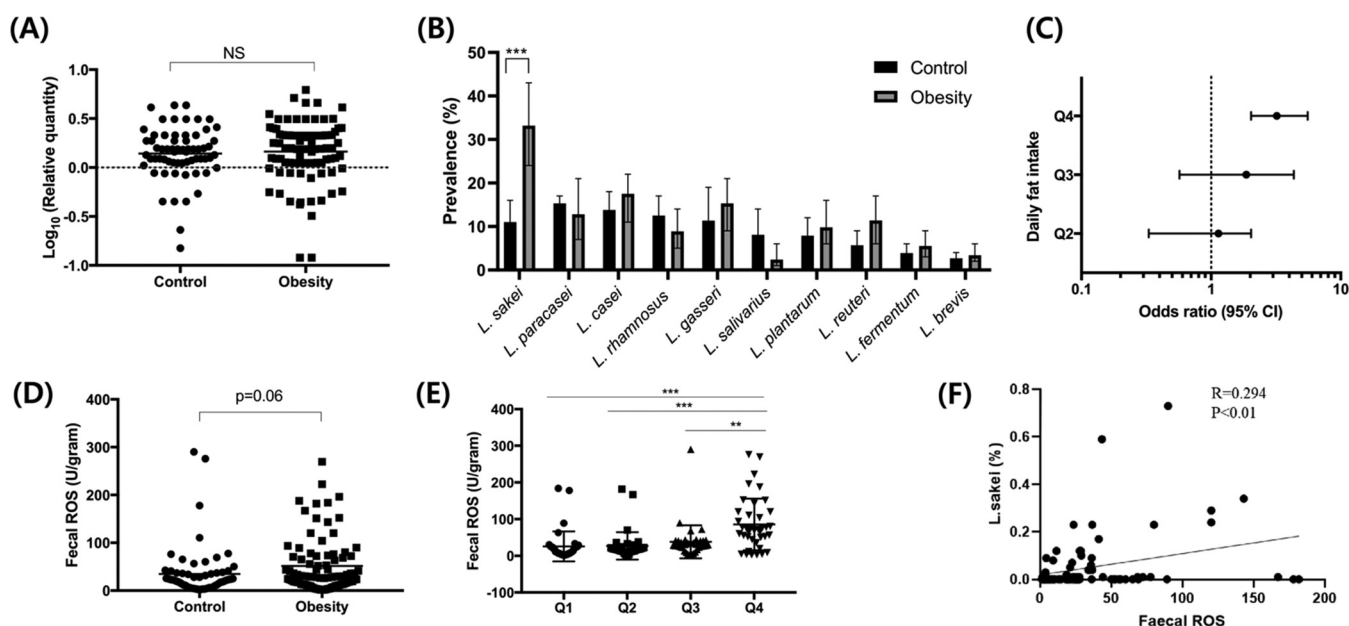 (A)
NS
Log10 (Relative quantity)
1.0
0.5
0.0
-0.5
-1.0
Control
Obesity
(B)
***
Control
Obesity
Prevalence (%)
50
40
30
20
10
0
L. sakei
L. paracasei
L. casei
L. rhamnosus
L. gasseri
L. salivarius
L. plantarum
L. reuteri
L. fermentum
L. brevis
(C)
Daily fat intake
Q4
Q3
Q2
0.1
1
10
Odds ratio (95% CI)
(D)
p=0.06
Fecal ROS (U/gram)
400
300
200
100
0
Control
Obesity
(E)
***
***
**
Fecal ROS (U/gram)
400
300
200
100
0
-100
Q1
Q2
Q3
Q4
(F)
R=0.294
P<0.01
L.sakei (%)
0.8
0.6
0.4
0.2
0.0
0
50
100
150
200
Faecal ROS